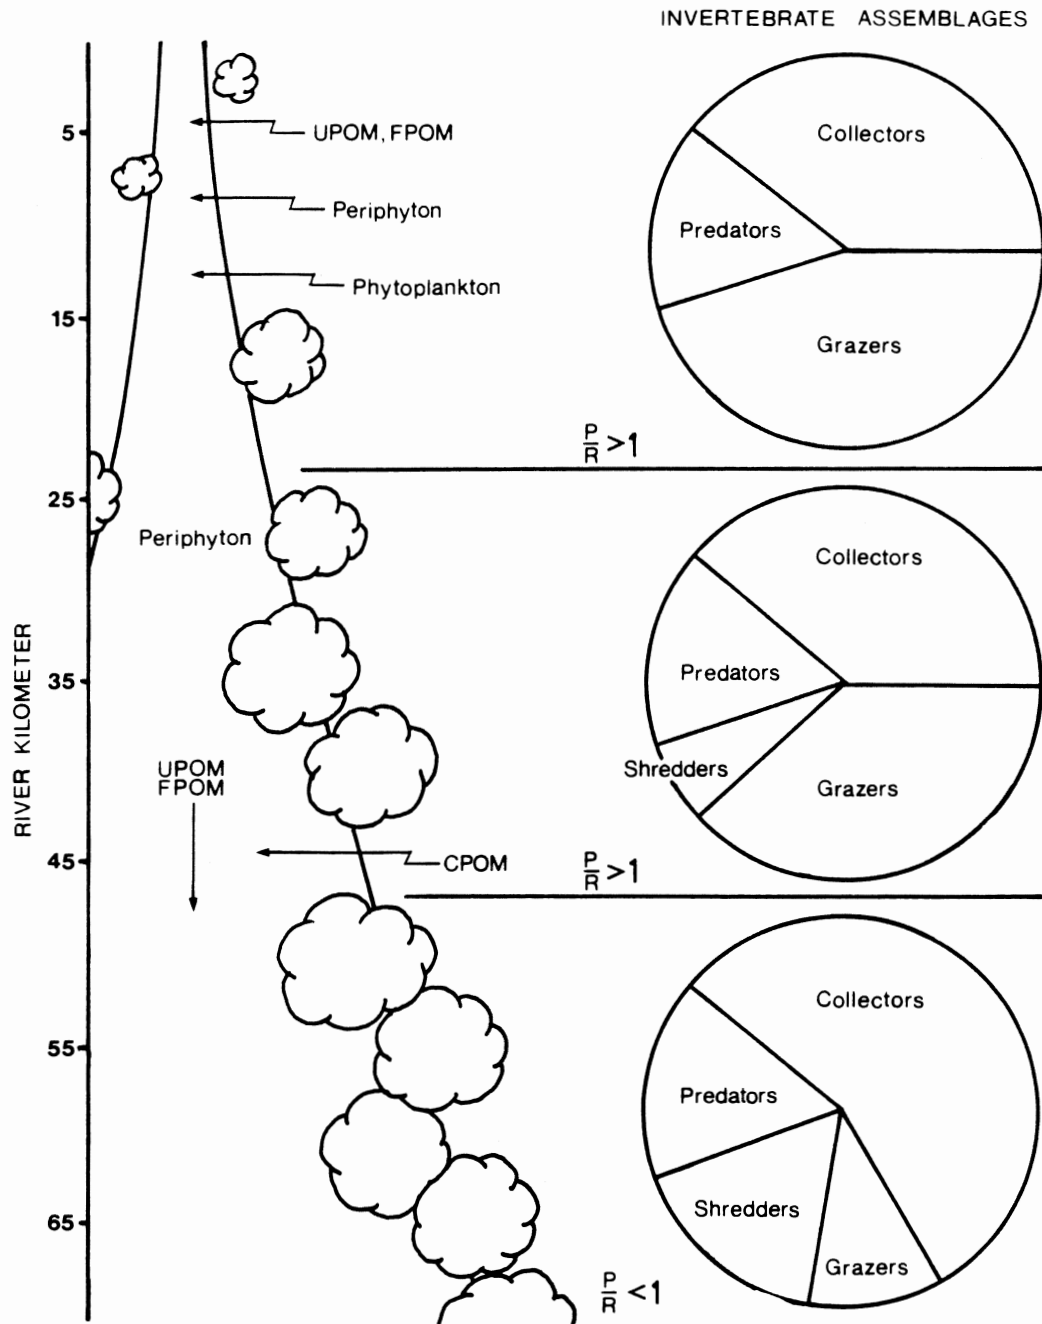 INVERTEBRATE ASSEMBLAGES
5
UPOM, FPOM
Periphyton
Phytoplankton
15
Collectors
Predators
Grazers
P
R >1
25
Periphyton
RIVER KILOMETER
35
UPOM
FPOM
45
CPOM
Collectors
Predators
Shredders
Grazers
P
R >1
55
65
Collectors
Predators
Shredders
Grazers
P
R <1